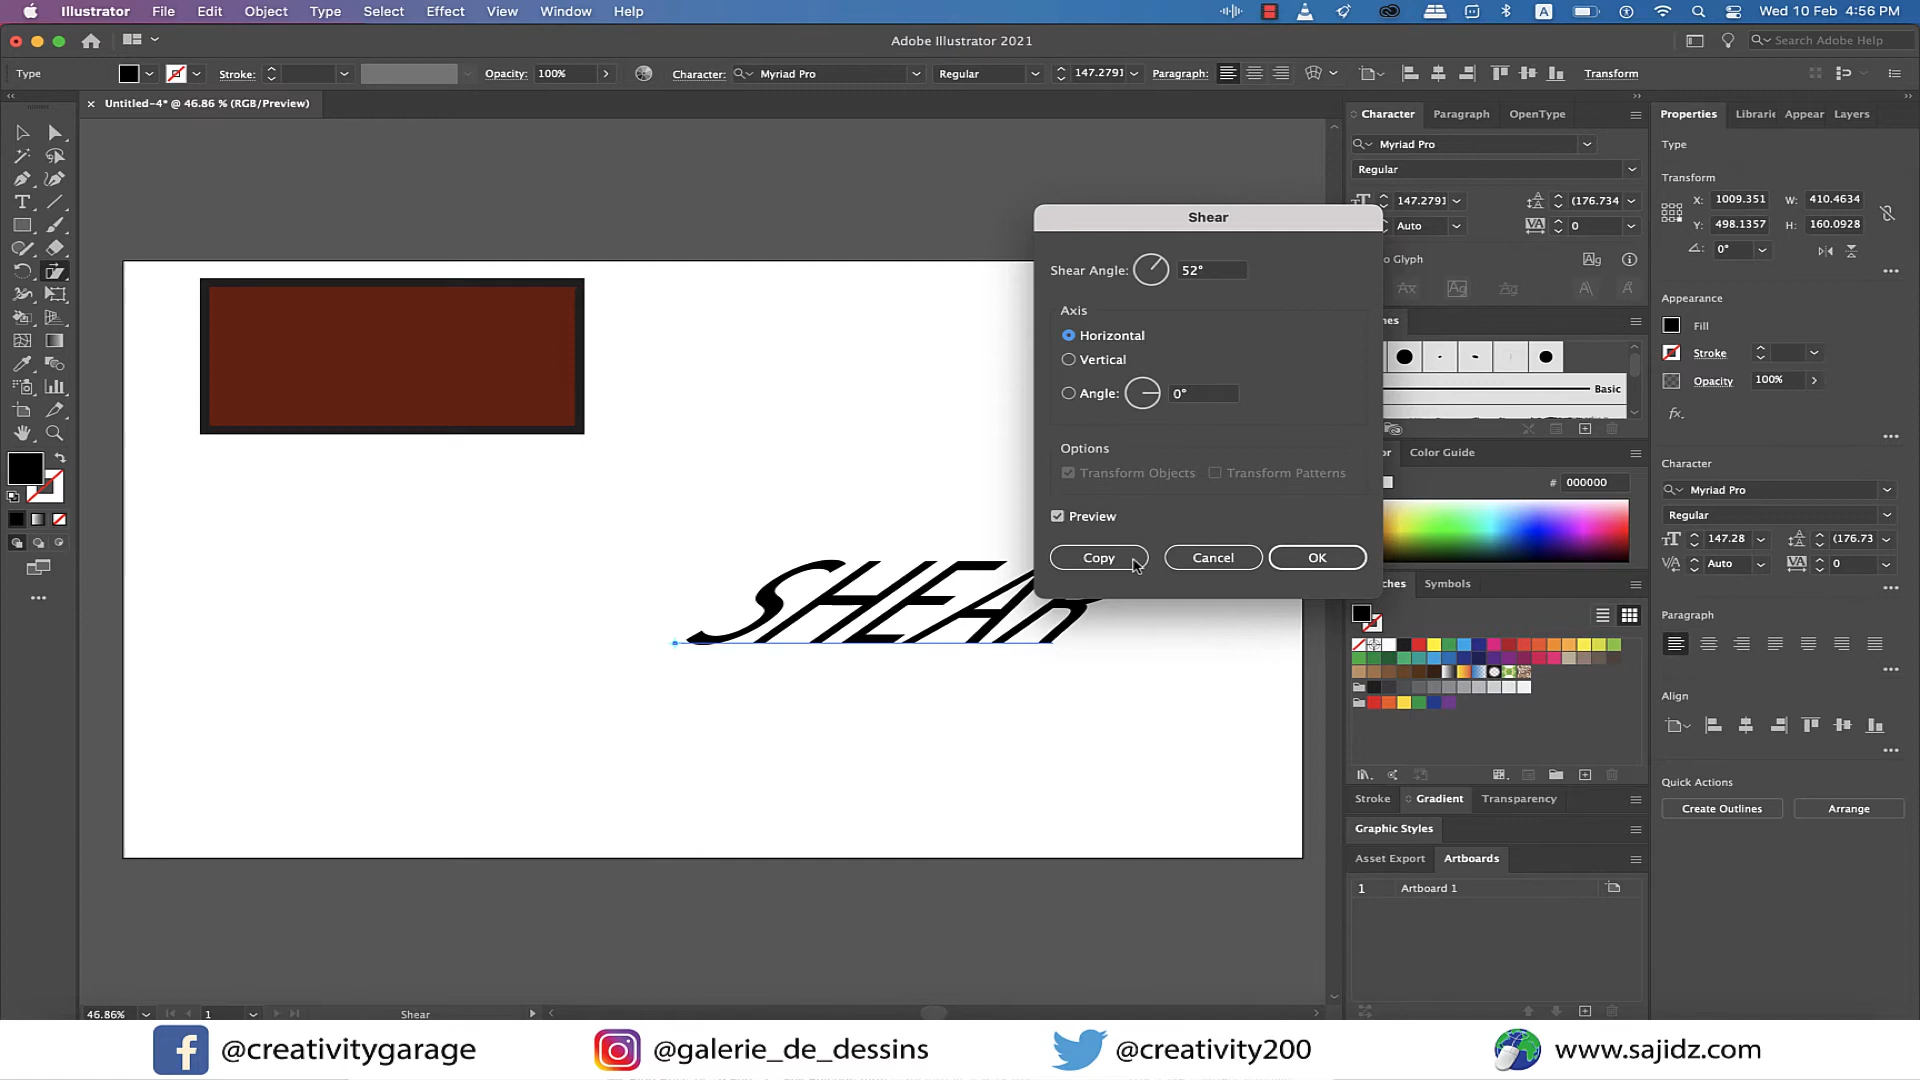 Illustrator File Edit Object Type Select Effect View Window Help A Wed 10 Feb 4:56 PM
Adobe Illustrator 2021 Search Adobe Help
Type Stroke: Opacity: 100% Character: Myriad Pro Regular 147.2791 Paragraph: Transform
× Untitled-4* @ 46.86 % (RGB/Preview)
Character Paragraph OpenType
Myriad Pro
Regular
147.2791 (176.734
Auto 0
Glyph
Basic
Color Guide
# 000000
Symbols
Stroke Gradient Transparency
Graphic Styles
Asset Export Artboards
1 Artboard 1
Properties Librarie Appear Layers
Type
Transform
X: 1009.351 W: 410.4634
Y: 498.1357 H: 160.0928
0°
Appearance
Fill
Stroke
Opacity 100%
fx
Character
Myriad Pro
Regular
147.28 (176.73
Auto 0
Paragraph
Align
Quick Actions
Create Outlines Arrange
Shear
Shear Angle: 52°
Axis
Horizontal
Vertical
Angle: 0°
Options
Transform Objects Transform Patterns
Preview
Copy Cancel OK
SHEAR
46.86% 1 Shear
@creativitygarage @galerie_de_dessins @creativity200 www.sajidz.com